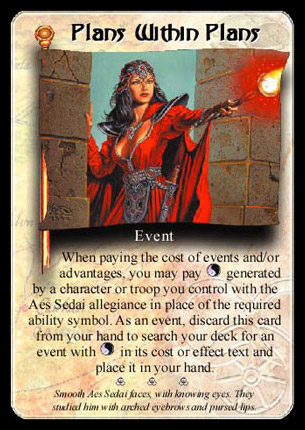 Plans Within Plans
Event
When paying the cost of events and/or
advantages, you may pay generated
by a character or troop you control with the
Aes Sedai allegiance in place of the required
ability symbol. As an event, discard this card
from your hand to search your deck for an
event with in its cost or effect text and
place it in your hand.
Smooth Aes Sedai faces, with knowing eyes. They
studied him with arched eyebrows and pursed lips.